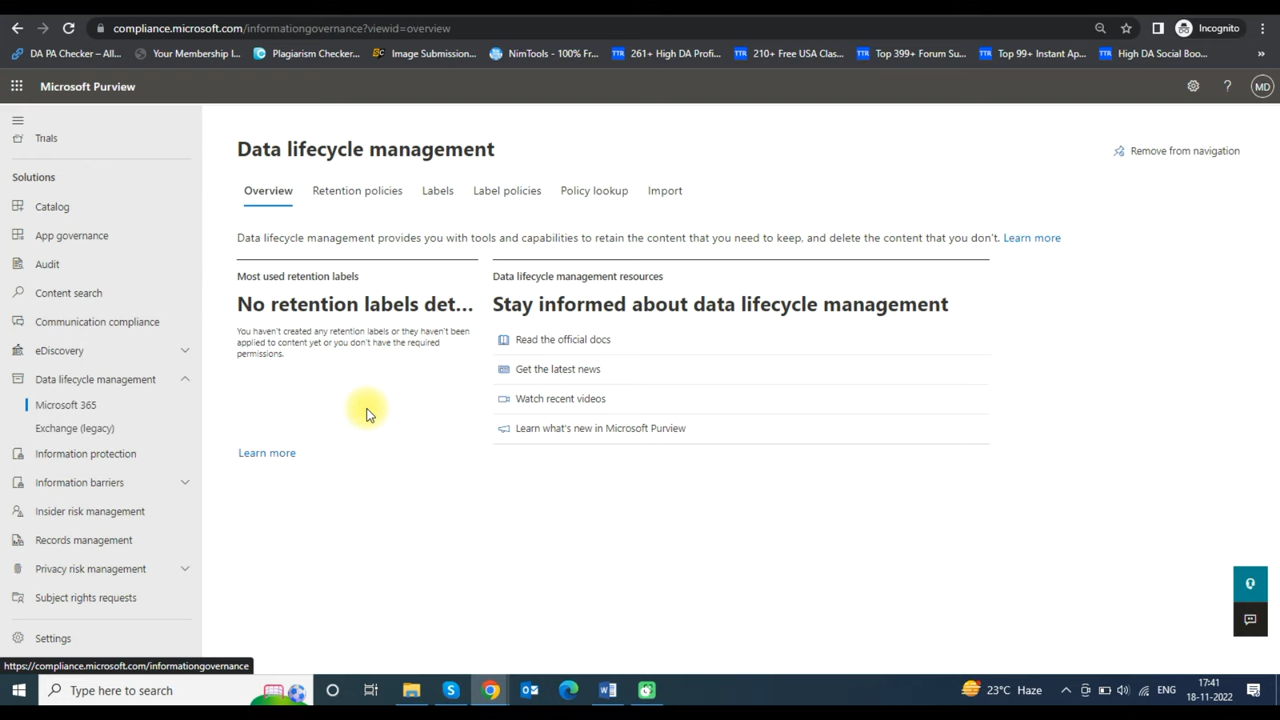 compliance.microsoft.com/informationgovernance?viewid=overview
Incognito
DA PA Checker – All...
Your Membership I...
Plagiarism Checker...
Image Submission...
NimTools - 100% Fr...
TTR 261+ High DA Profi...
TTR 210+ Free USA Clas...
TTR Top 399+ Forum Su...
TTR Top 99+ Instant Ap...
TTR High DA Social Boo...
»
Microsoft Purview
?
MD
Trials
Solutions
Catalog
App governance
Audit
Content search
Communication compliance
eDiscovery
Data lifecycle management
Microsoft 365
Exchange (legacy)
Information protection
Information barriers
Insider risk management
Records management
Privacy risk management
Subject rights requests
Settings
Data lifecycle management
Remove from navigation
Overview
Retention policies
Labels
Label policies
Policy lookup
Import
Data lifecycle management provides you with tools and capabilities to retain the content that you need to keep, and delete the content that you don't. Learn more
Most used retention labels
No retention labels det...
You haven't created any retention labels or they haven't been
applied to content yet or you don't have the required
permissions.
Learn more
Data lifecycle management resources
Stay informed about data lifecycle management
Read the official docs
Get the latest news
Watch recent videos
Learn what's new in Microsoft Purview
https://compliance.microsoft.com/informationgovernance
Type here to search
23°C Haze
ENG
17:41
18-11-2022